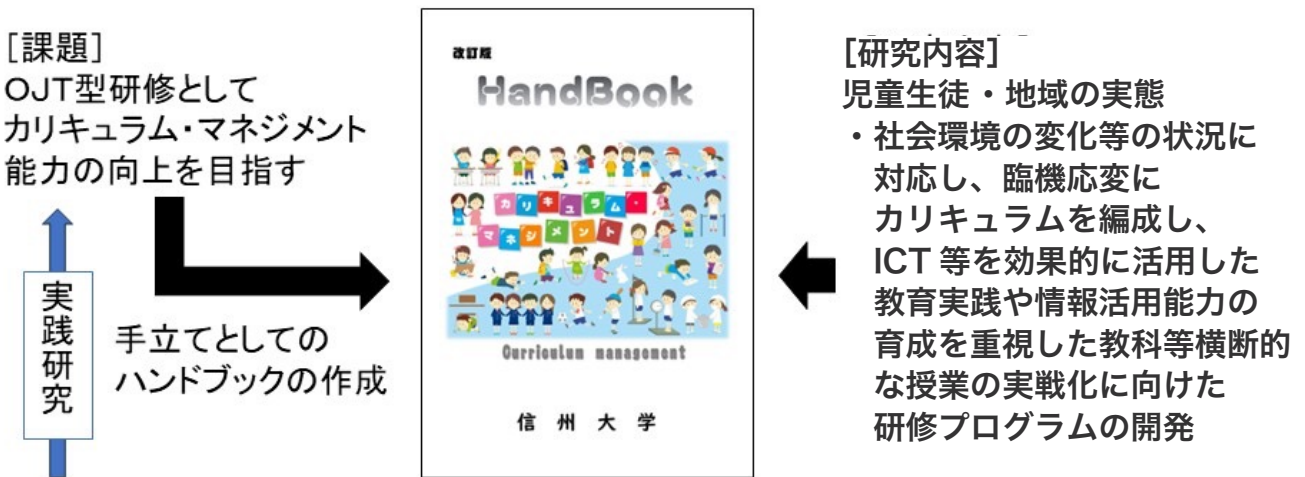 [課題]
OJT型研修として
カリキュラム・マネジメント
能力の向上を目指す
実践研究
手立てとしての
ハンドブックの作成
改訂版
HandBook
カリキュラム・
マネジメント
Curriculum management
信州大学
[研究内容]
児童生徒・地域の実態
・社会環境の変化等の状況に
対応し、臨機応変に
カリキュラムを編成し、
ICT 等を効果的に活用した
教育実践や情報活用能力の
育成を重視した教科等横断的
な授業の実戦化に向けた
研修プログラムの開発